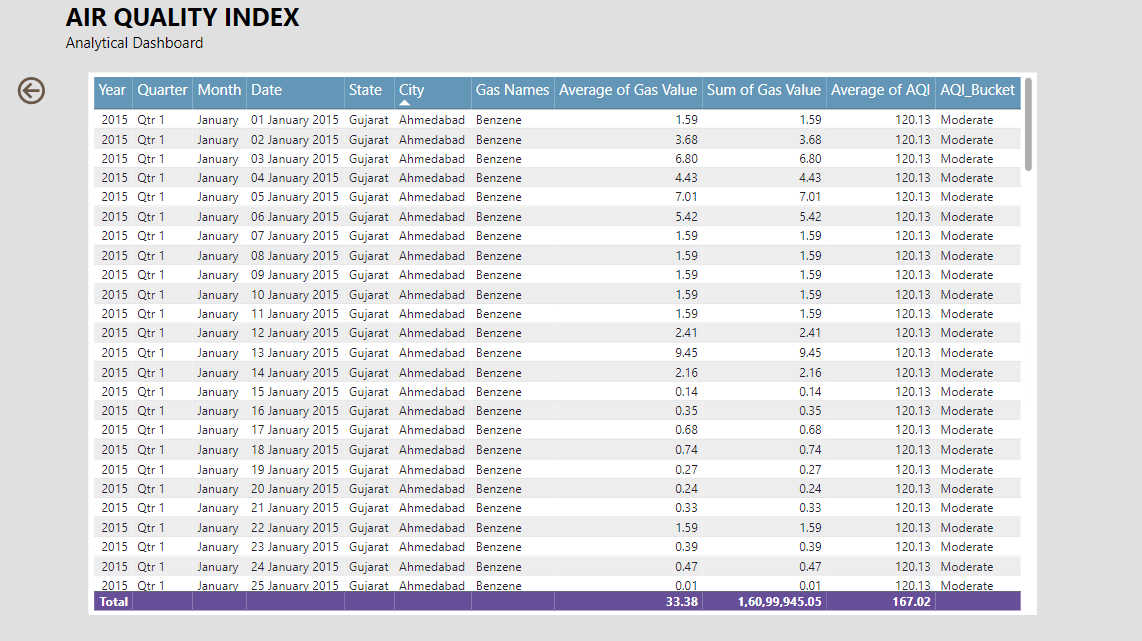 AIR QUALITY INDEX
Analytical Dashboard
Year Quarter Month Date State City Gas Names Average of Gas Value Sum of Gas Value Average of AQI AQI_Bucket
2015 Qtr 1 January 01 January 2015 Gujarat Ahmedabad Benzene 1.59 1.59 120.13 Moderate
2015 Qtr 1 January 02 January 2015 Gujarat Ahmedabad Benzene 3.68 3.68 120.13 Moderate
2015 Qtr 1 January 03 January 2015 Gujarat Ahmedabad Benzene 6.80 6.80 120.13 Moderate
2015 Qtr 1 January 04 January 2015 Gujarat Ahmedabad Benzene 4.43 4.43 120.13 Moderate
2015 Qtr 1 January 05 January 2015 Gujarat Ahmedabad Benzene 7.01 7.01 120.13 Moderate
2015 Qtr 1 January 06 January 2015 Gujarat Ahmedabad Benzene 5.42 5.42 120.13 Moderate
2015 Qtr 1 January 07 January 2015 Gujarat Ahmedabad Benzene 1.59 1.59 120.13 Moderate
2015 Qtr 1 January 08 January 2015 Gujarat Ahmedabad Benzene 1.59 1.59 120.13 Moderate
2015 Qtr 1 January 09 January 2015 Gujarat Ahmedabad Benzene 1.59 1.59 120.13 Moderate
2015 Qtr 1 January 10 January 2015 Gujarat Ahmedabad Benzene 1.59 1.59 120.13 Moderate
2015 Qtr 1 January 11 January 2015 Gujarat Ahmedabad Benzene 1.59 1.59 120.13 Moderate
2015 Qtr 1 January 12 January 2015 Gujarat Ahmedabad Benzene 2.41 2.41 120.13 Moderate
2015 Qtr 1 January 13 January 2015 Gujarat Ahmedabad Benzene 9.45 9.45 120.13 Moderate
2015 Qtr 1 January 14 January 2015 Gujarat Ahmedabad Benzene 2.16 2.16 120.13 Moderate
2015 Qtr 1 January 15 January 2015 Gujarat Ahmedabad Benzene 0.14 0.14 120.13 Moderate
2015 Qtr 1 January 16 January 2015 Gujarat Ahmedabad Benzene 0.35 0.35 120.13 Moderate
2015 Qtr 1 January 17 January 2015 Gujarat Ahmedabad Benzene 0.68 0.68 120.13 Moderate
2015 Qtr 1 January 18 January 2015 Gujarat Ahmedabad Benzene 0.74 0.74 120.13 Moderate
2015 Qtr 1 January 19 January 2015 Gujarat Ahmedabad Benzene 0.27 0.27 120.13 Moderate
2015 Qtr 1 January 20 January 2015 Gujarat Ahmedabad Benzene 0.24 0.24 120.13 Moderate
2015 Qtr 1 January 21 January 2015 Gujarat Ahmedabad Benzene 0.33 0.33 120.13 Moderate
2015 Qtr 1 January 22 January 2015 Gujarat Ahmedabad Benzene 1.59 1.59 120.13 Moderate
2015 Qtr 1 January 23 January 2015 Gujarat Ahmedabad Benzene 0.39 0.39 120.13 Moderate
2015 Qtr 1 January 24 January 2015 Gujarat Ahmedabad Benzene 0.47 0.47 120.13 Moderate
2015 Qtr 1 January 25 January 2015 Gujarat Ahmedabad Benzene 0.01 0.01 120.13 Moderate
Total 33.38 1,60,99,945.05 167.02